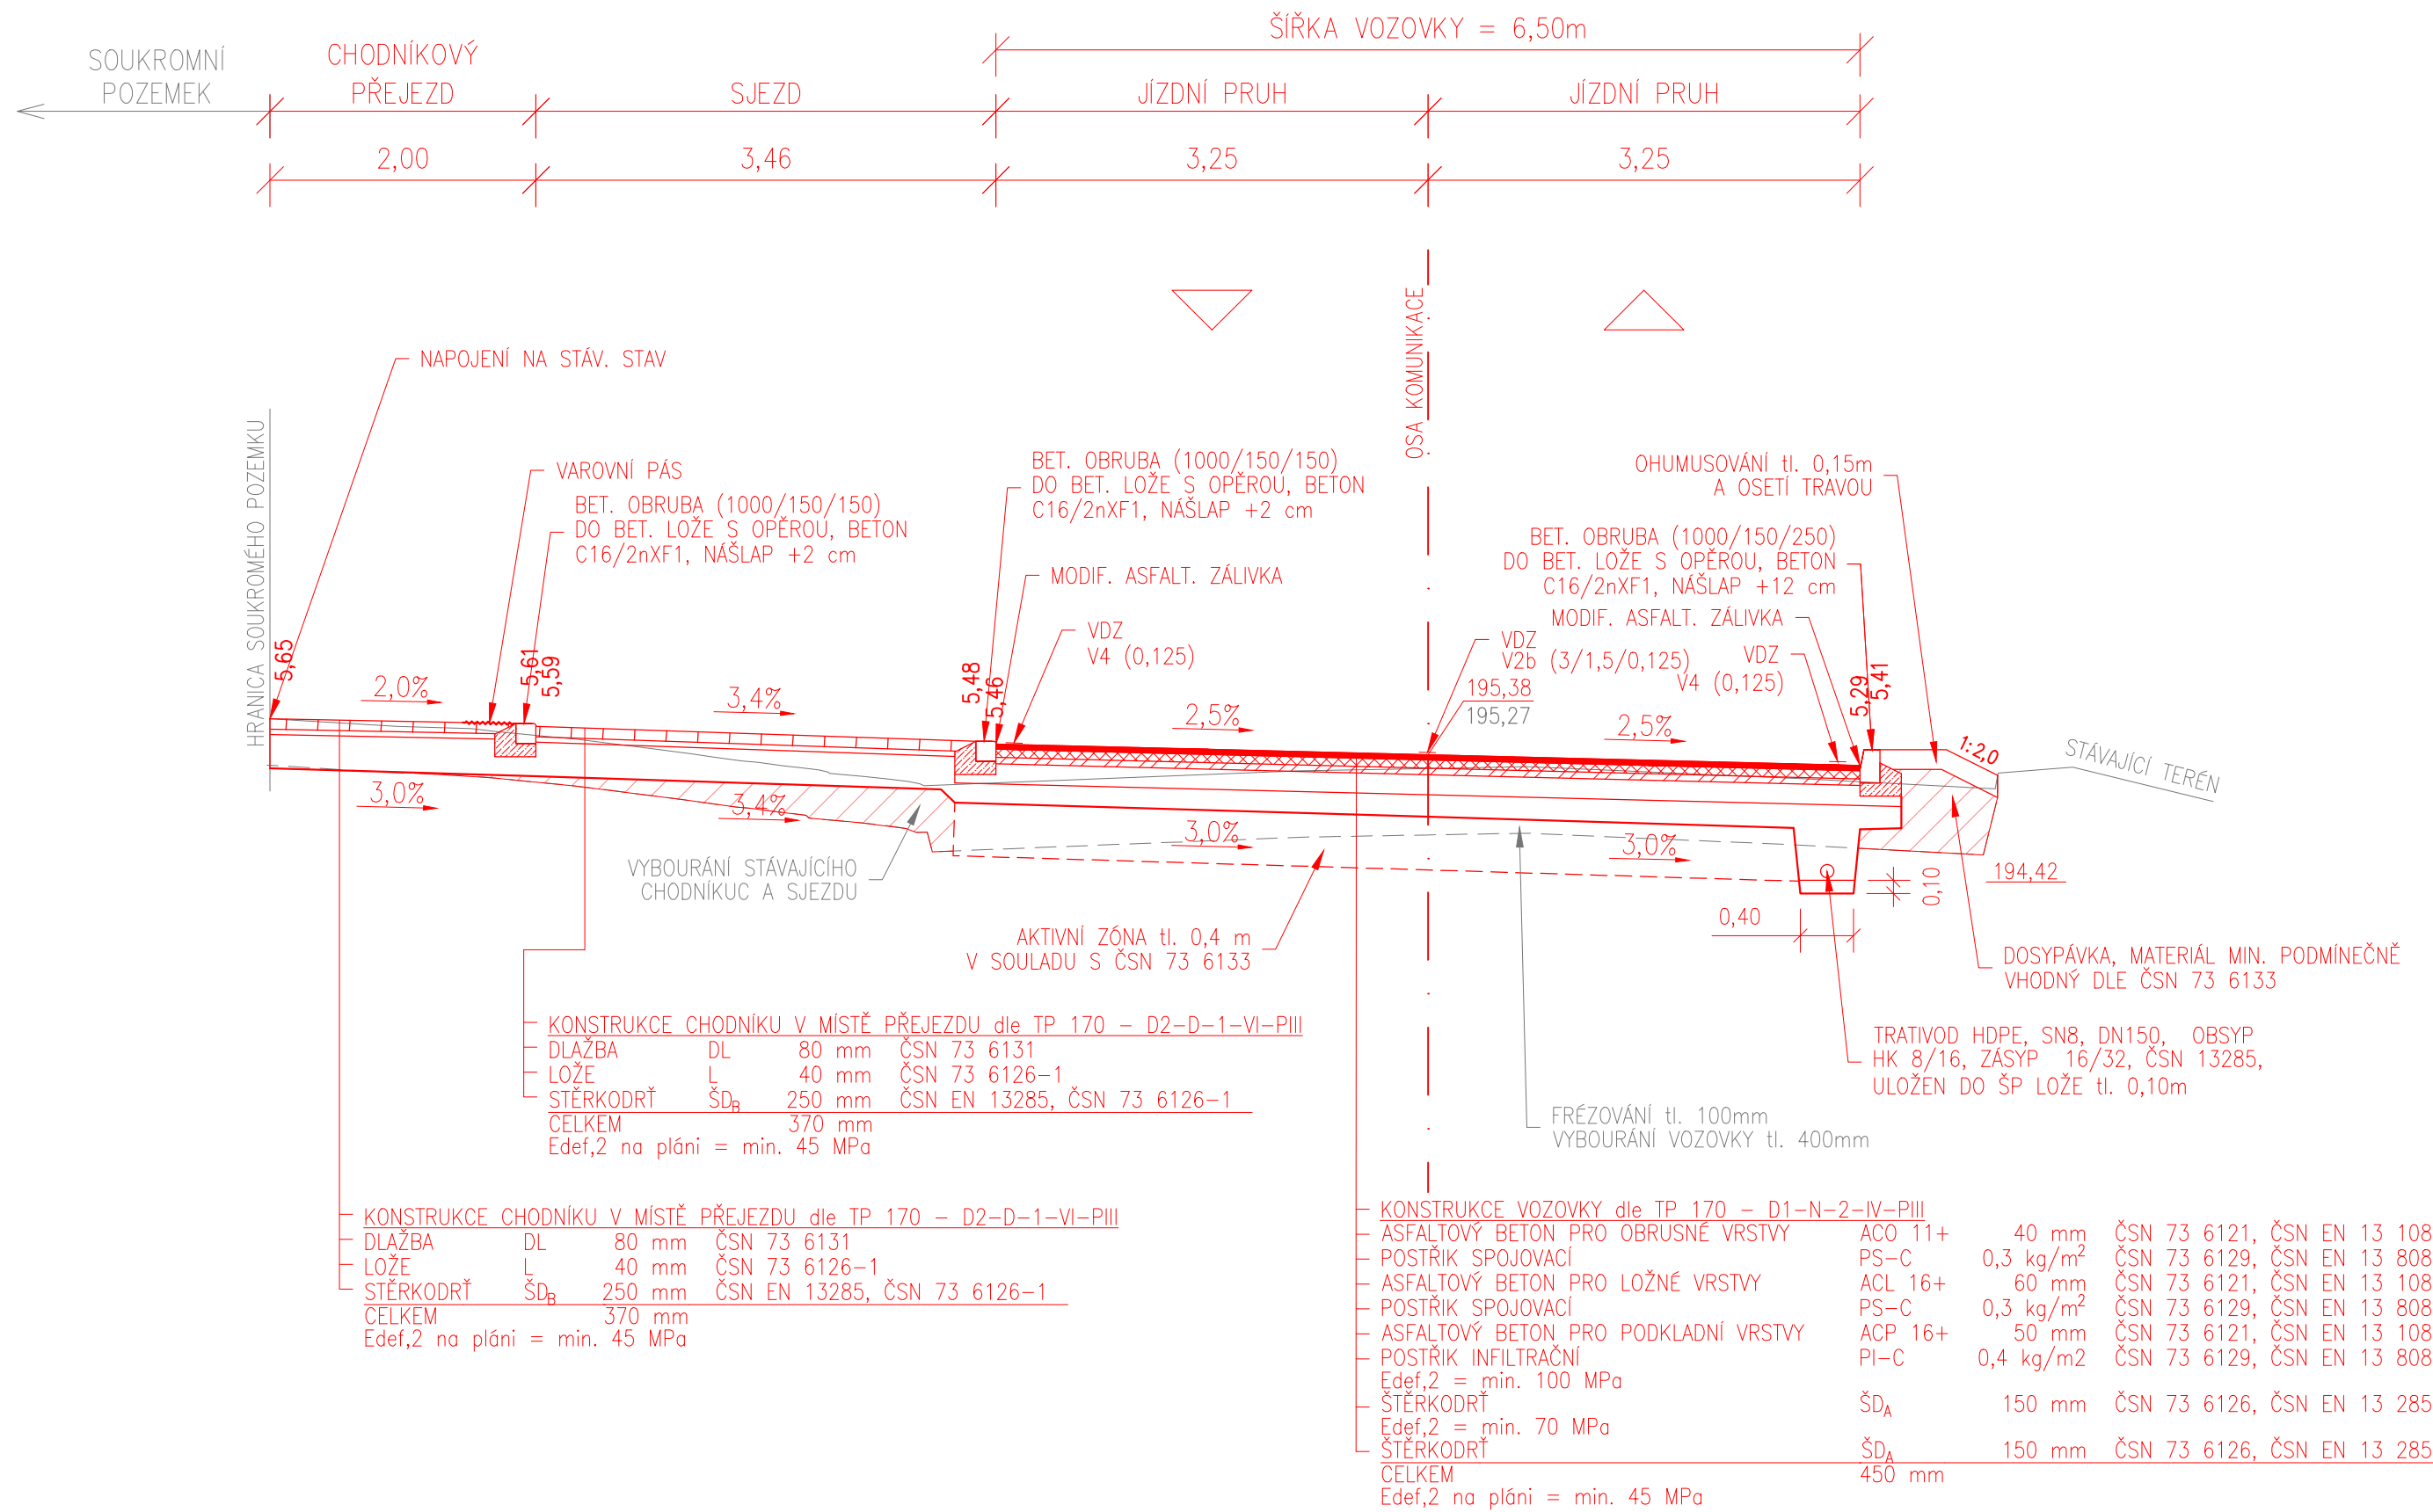 ŠÍŘKA VOZOVKY = 6,50m
SOUKROMNÍ
POZEMEK
CHODNÍKOVÝ
PŘEJEZD
SJEZD
JÍZDNÍ PRUH
JÍZDNÍ PRUH
2,00
3,46
3,25
3,25
OSA KOMUNIKACE
NAPOJENÍ NA STÁV. STAV
HRANICA SOUKROMÉHO POZEMKU
VAROVNÍ PÁS
BET. OBRUBA (1000/150/150)
DO BET. LOŽE S OPĚROU, BETON
C16/2nXF1, NÁŠLAP +2 cm
BET. OBRUBA (1000/150/150)
DO BET. LOŽE S OPĚROU, BETON
C16/2nXF1, NÁŠLAP +2 cm
MODIF. ASFALT. ZÁLIVKA
VDZ
V4 (0,125)
OHUMUSOVÁNÍ tl. 0,15m
A OSETÍ TRAVOU
BET. OBRUBA (1000/150/250)
DO BET. LOŽE S OPĚROU, BETON
C16/2nXF1, NÁŠLAP +12 cm
MODIF. ASFALT. ZÁLIVKA
VDZ
V2b (3/1,5/0,125)
VDZ
V4 (0,125)
195,38
195,27
5,65
5,61
5,59
5,48
5,46
5,29
5,41
2,0%
3,4%
2,5%
2,5%
1:2,0
STÁVAJÍCÍ TERÉN
3,0%
3,4%
3,0%
3,0%
VYBOURÁNÍ STÁVAJÍCÍHO
CHODNÍKUC A SJEZDU
0,10
194,42
0,40
AKTIVNÍ ZÓNA tl. 0,4 m
V SOULADU S ČSN 73 6133
DOSYPÁVKA, MATERIÁL MIN. PODMÍNEČNĚ
VHODNÝ DLE ČSN 73 6133
TRATIVOD HDPE, SN8, DN150, OBSYP
HK 8/16, ZÁSYP 16/32, ČSN 13285,
ULOŽEN DO ŠP LOŽE tl. 0,10m
FRÉZOVÁNÍ tl. 100mm
VYBOURÁNÍ VOZOVKY tl. 400mm
KONSTRUKCE CHODNÍKU V MÍSTĚ PŘEJEZDU dle TP 170 - D2-D-1-VI-PIII
DLAŽBA DL 80 mm ČSN 73 6131
LOŽE L 40 mm ČSN 73 6126-1
STĚRKODRŤ ŠDB 250 mm ČSN EN 13285, ČSN 73 6126-1
CELKEM 370 mm
Edef,2 na pláni = min. 45 MPa
KONSTRUKCE CHODNÍKU V MÍSTĚ PŘEJEZDU dle TP 170 - D2-D-1-VI-PIII
DLAŽBA DL 80 mm ČSN 73 6131
LOŽE L 40 mm ČSN 73 6126-1
STĚRKODRŤ ŠDB 250 mm ČSN EN 13285, ČSN 73 6126-1
CELKEM 370 mm
Edef,2 na pláni = min. 45 MPa
KONSTRUKCE VOZOVKY dle TP 170 - D1-N-2-IV-PIII
ASFALTOVÝ BETON PRO OBRUSNÉ VRSTVY ACO 11+ 40 mm ČSN 73 6121, ČSN EN 13 108
POSTŘIK SPOJOVACÍ PS-C 0,3 kg/m² ČSN 73 6129, ČSN EN 13 808
ASFALTOVÝ BETON PRO LOŽNÉ VRSTVY ACL 16+ 60 mm ČSN 73 6121, ČSN EN 13 108
POSTŘIK SPOJOVACÍ PS-C 0,3 kg/m² ČSN 73 6129, ČSN EN 13 808
ASFALTOVÝ BETON PRO PODKLADNÍ VRSTVY ACP 16+ 50 mm ČSN 73 6121, ČSN EN 13 108
POSTŘIK INFILTRAČNÍ PI-C 0,4 kg/m2 ČSN 73 6129, ČSN EN 13 808
Edef,2 = min. 100 MPa
ŠTĚRKODRŤ ŠDA 150 mm ČSN 73 6126, ČSN EN 13 285
Edef,2 = min. 70 MPa
ŠTĚRKODRŤ ŠDA 150 mm ČSN 73 6126, ČSN EN 13 285
CELKEM 450 mm
Edef,2 na pláni = min. 45 MPa